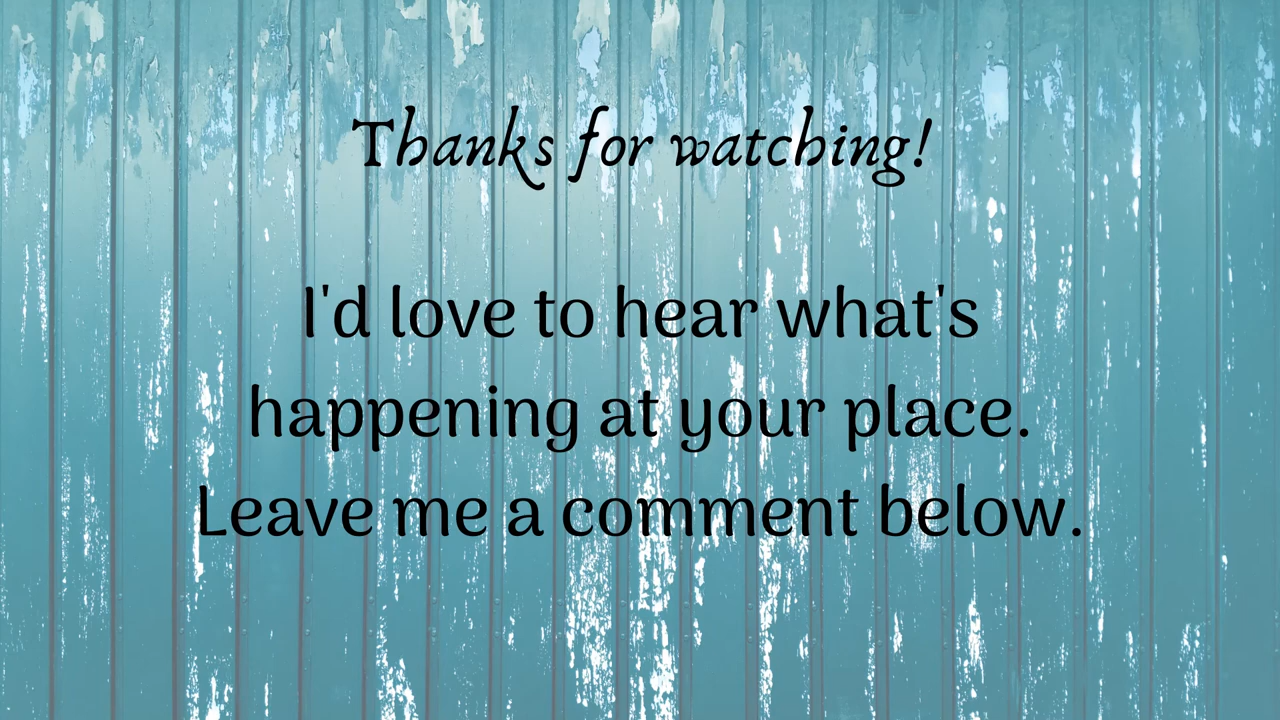 Thanks for watching!
I'd love to hear what's
happening at your place.
Leave me a comment below.